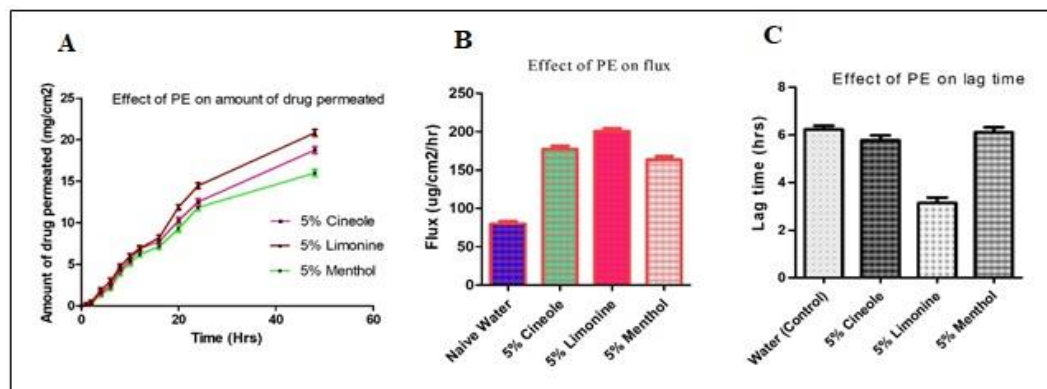 A
Effect of PE on amount of drug permeated
Amount of drug permeated (mg/cm2)
25
20
15
10
5
0
5% Cineole
5% Limonine
5% Menthol
0
20
40
60
Time (Hrs)
B
Effect of PE on flux
Flux (ug/cm2/hr)
250
200
150
100
50
0
Naive Water
5% Cineole
5% Limonine
5% Menthol
C
Effect of PE on lag time
Lag time (hrs)
8
6
4
2
0
Water (Control)
5% Cineole
5% Limonine
5% Menthol